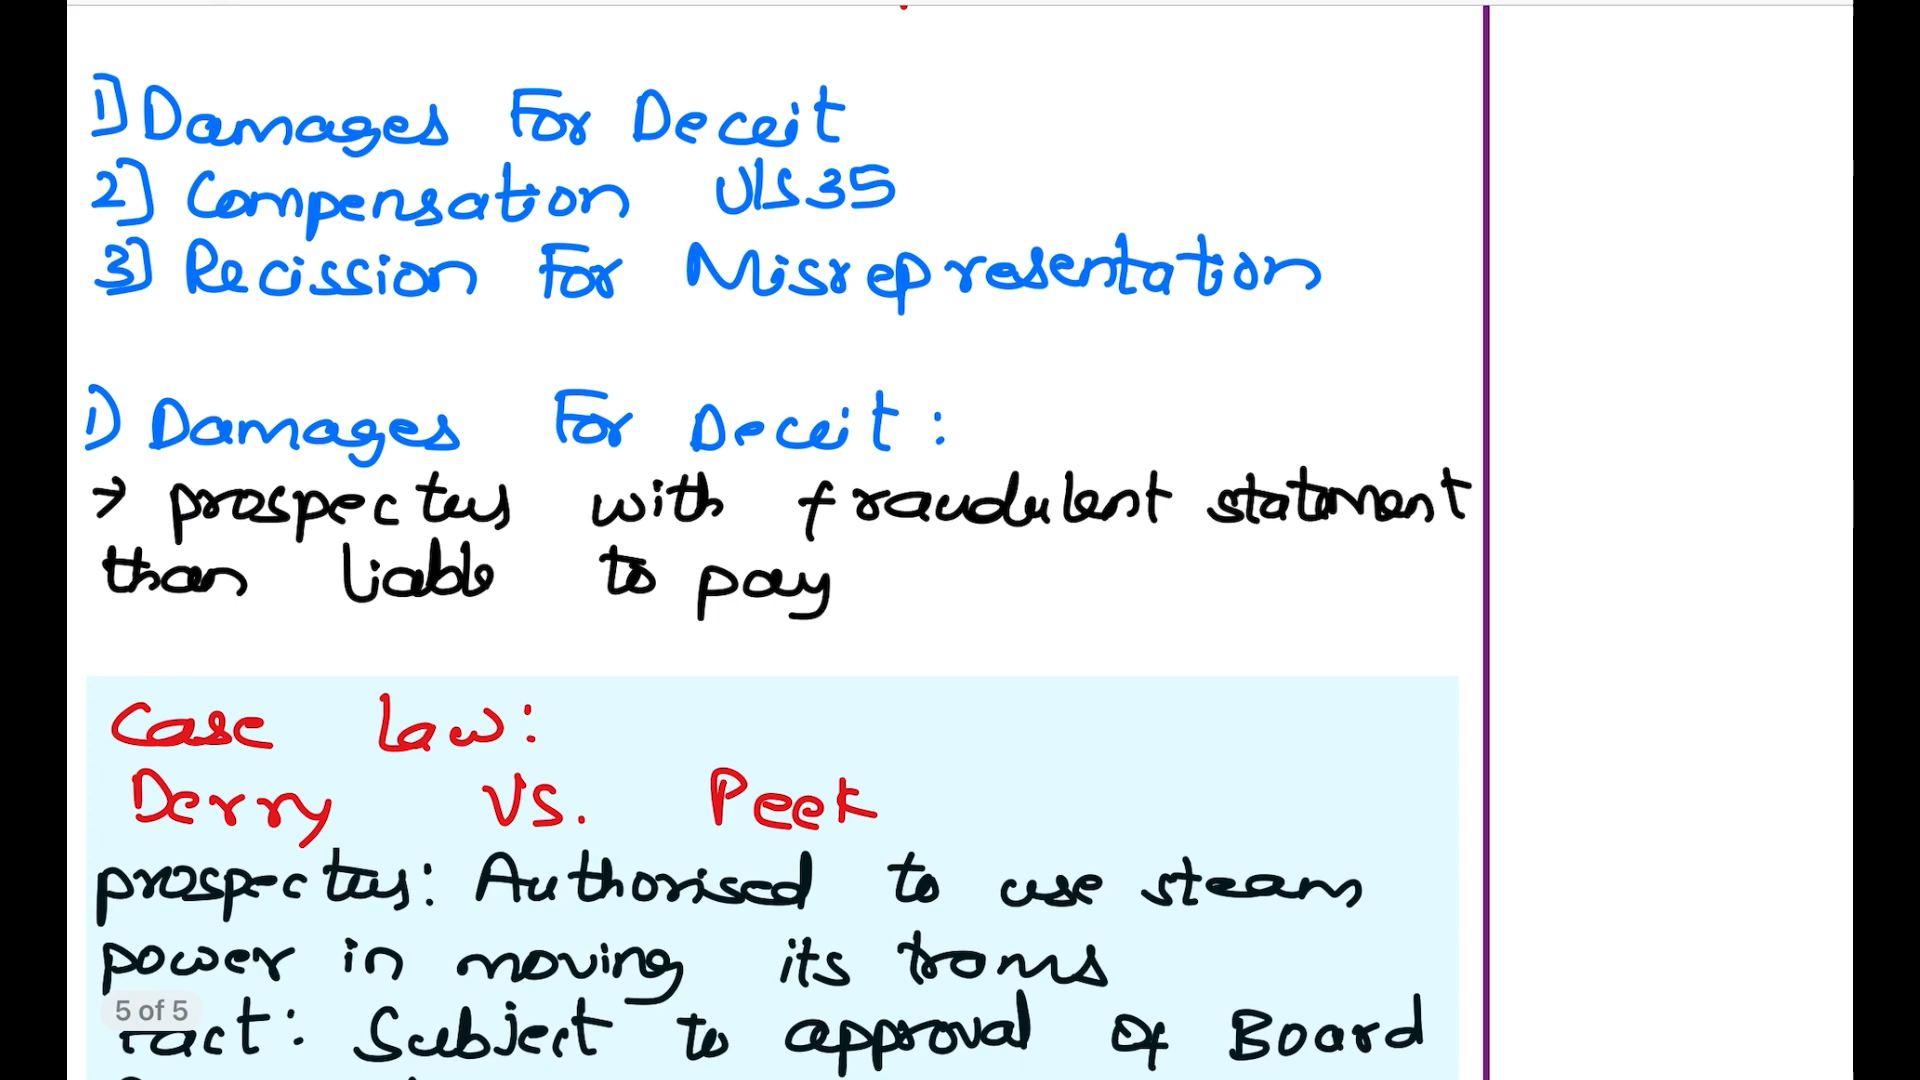 1] Damages For Deceit
2] Compensation U/S 35
3] Recission For Misrepresentation
1) Damages For Deceit :
→ prospectus with fraudulent statement
than liable to pay
Case Law:
Derry Vs. Peek
prospectus: Authorised to use steam
power in moving its trams
5 of 5
Fact: Subject to approval of Board